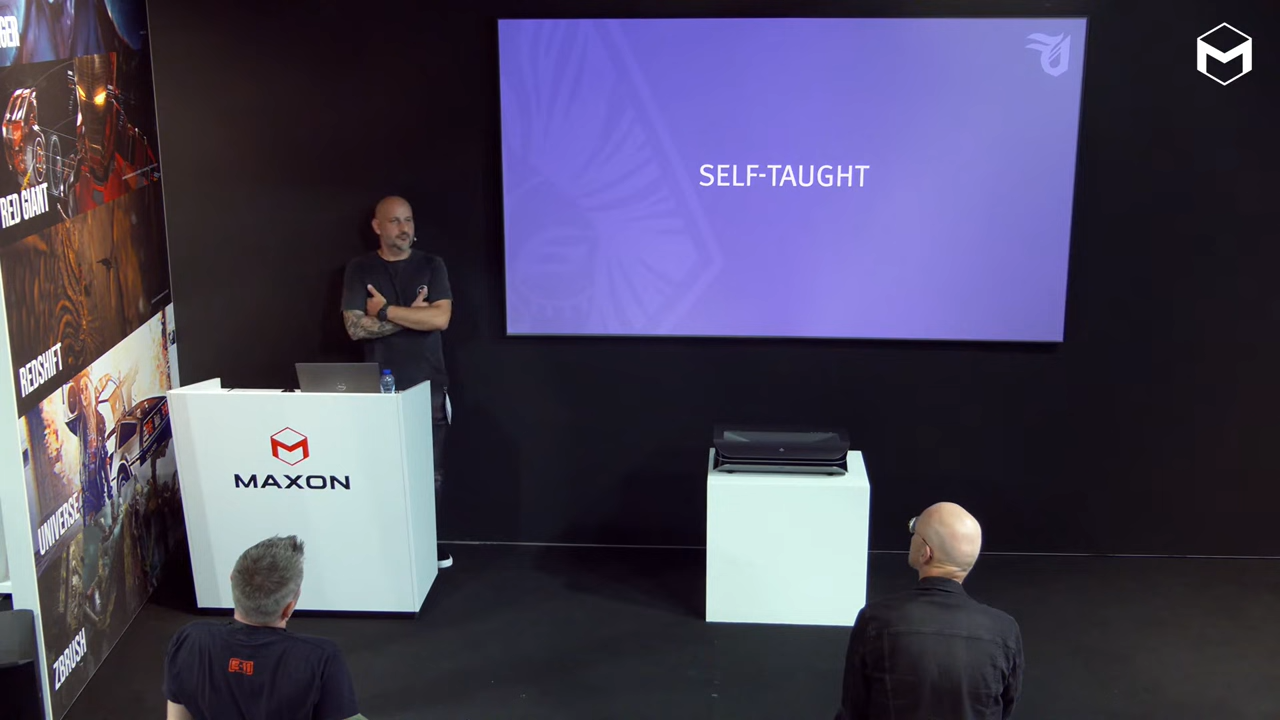 SELF-TAUGHT
RED GIANT
REDSHIFT
UNIVERSE
ZBRUSH
MAXON